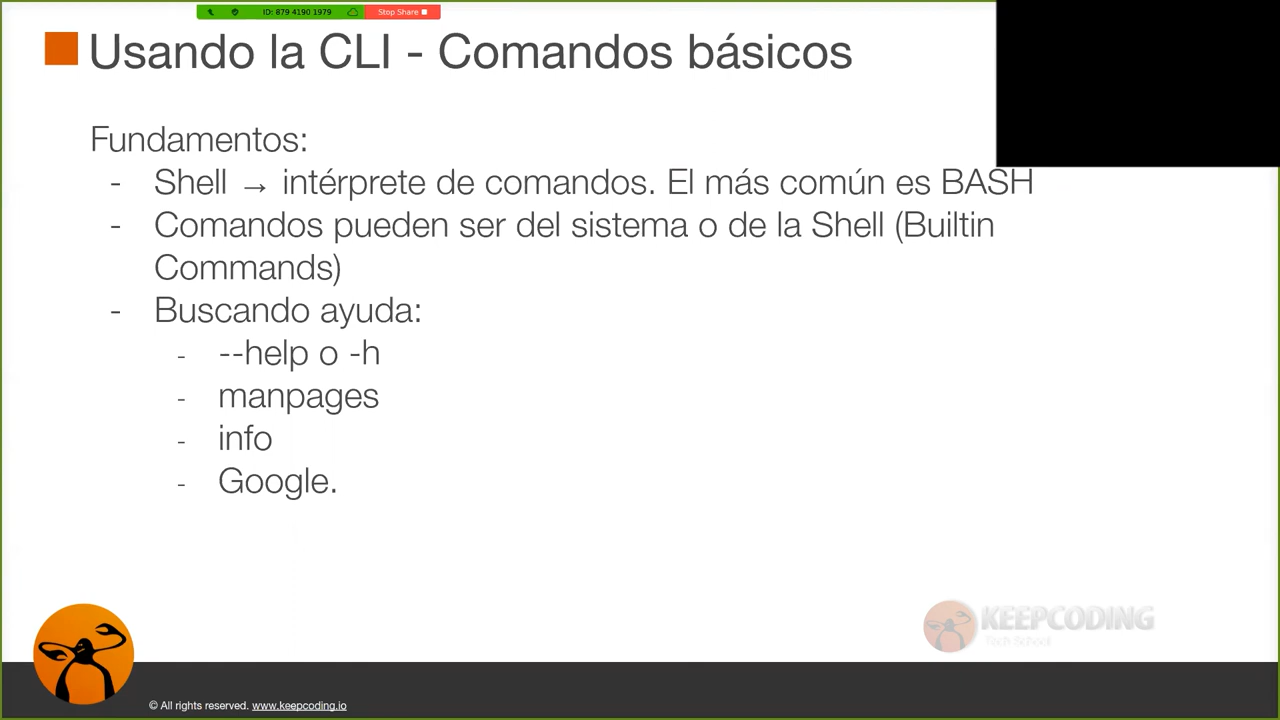 ID: 879 4190 1979 Stop Share
Usando la CLI - Comandos básicos
Fundamentos:
- Shell → intérprete de comandos. El más común es BASH
- Comandos pueden ser del sistema o de la Shell (Builtin
Commands)
- Buscando ayuda:
- --help o -h
- manpages
- info
- Google.
KEEPCODING
Tech School
© All rights reserved. www.keepcoding.io